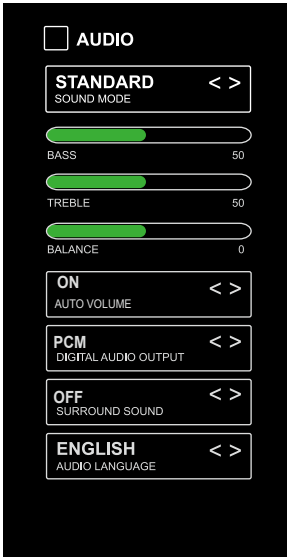 AUDIO
STANDARD < >
SOUND MODE
BASS 50
TREBLE 50
BALANCE 0
ON < >
AUTO VOLUME
PCM < >
DIGITAL AUDIO OUTPUT
OFF < >
SURROUND SOUND
ENGLISH < >
AUDIO LANGUAGE